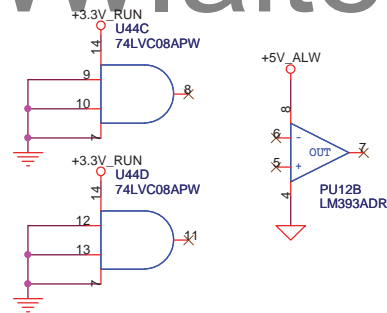 +3.3V_RUN
U44C
74LVC08APW
14
9
10
8
7
+3.3V_RUN
U44D
74LVC08APW
14
12
13
11
7
+5V_ALW
8
6
-
OUT
7
5
+
4
PU12B
LM393ADR